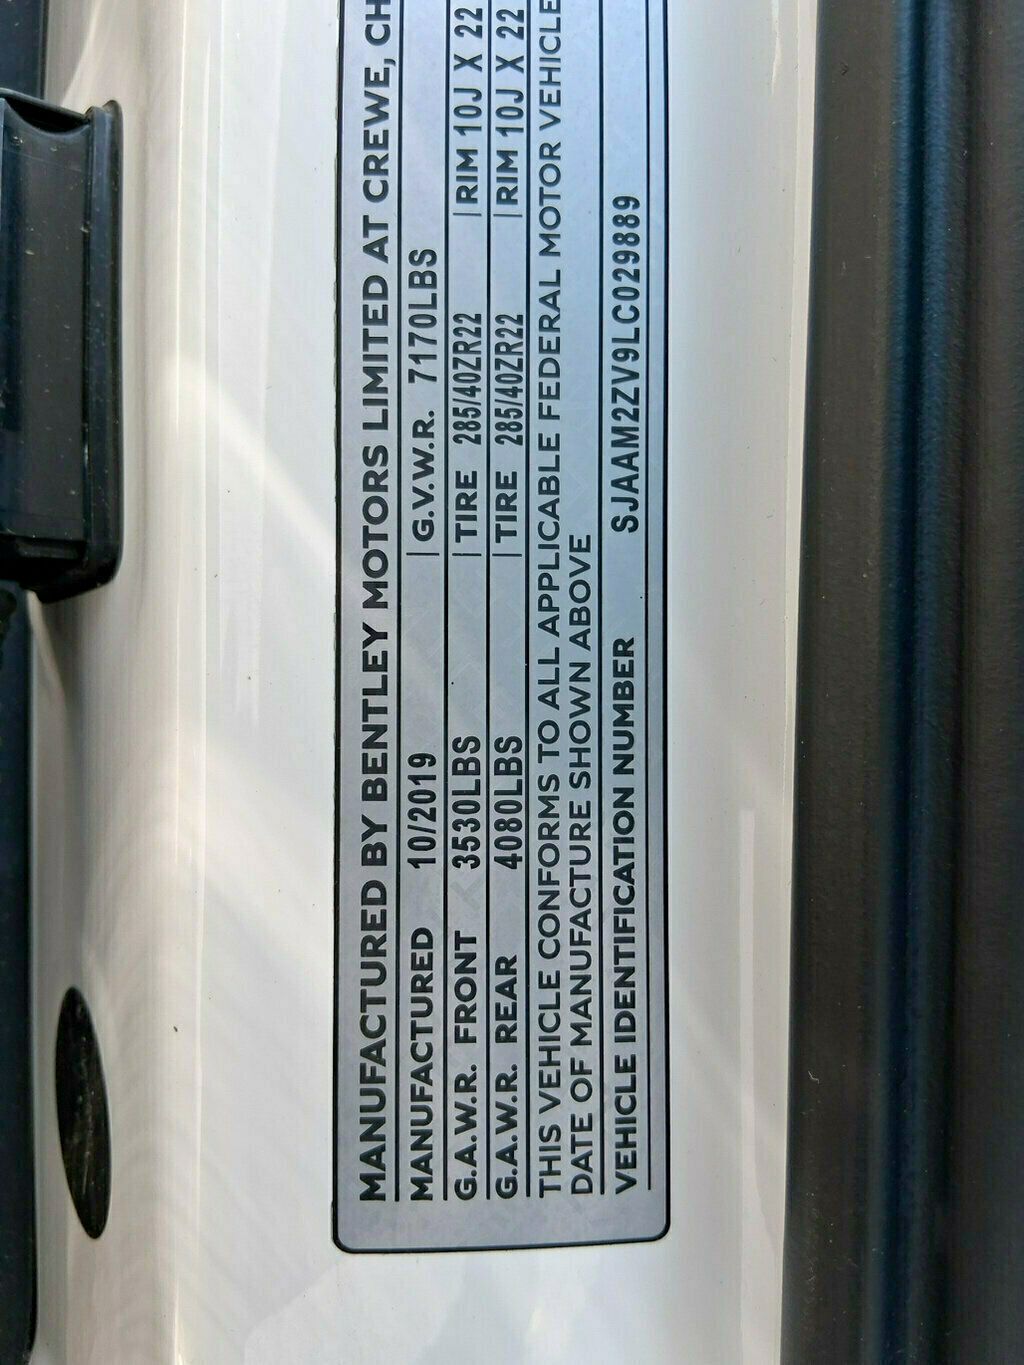 MANUFACTURED BY BENTLEY MOTORS LIMITED AT CREWE, CH
MANUFACTURED 10/2019 G.V.W.R. 7170LBS
G.A.W.R. FRONT 3530LBS TIRE 285/40ZR22 RIM 10J X 22
G.A.W.R. REAR 4080LBS TIRE 285/40ZR22 RIM 10J X 22
THIS VEHICLE CONFORMS TO ALL APPLICABLE FEDERAL MOTOR VEHICLE
DATE OF MANUFACTURE SHOWN ABOVE
VEHICLE IDENTIFICATION NUMBER SJAAM2ZV9LC029889